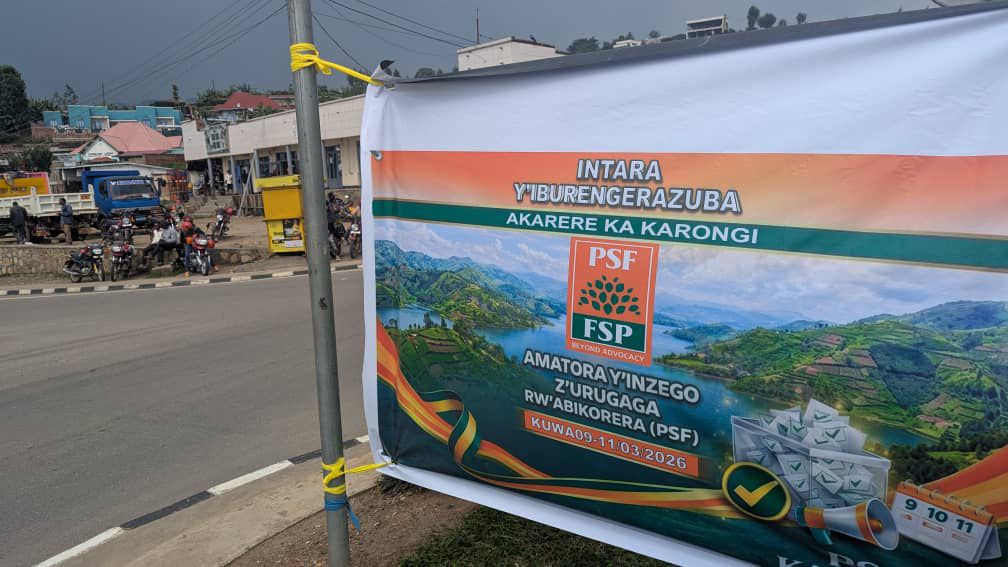 INTARA
Y'IBURENGERAZUBA
AKARERE KA KARONGI
PSF
FSP
BEYOND ADVOCACY
AMATORA Y'INZEGO
Z'URUGAGA
RW'ABIKORERA (PSF)
KUWA09-11/03/2026
9 10 11